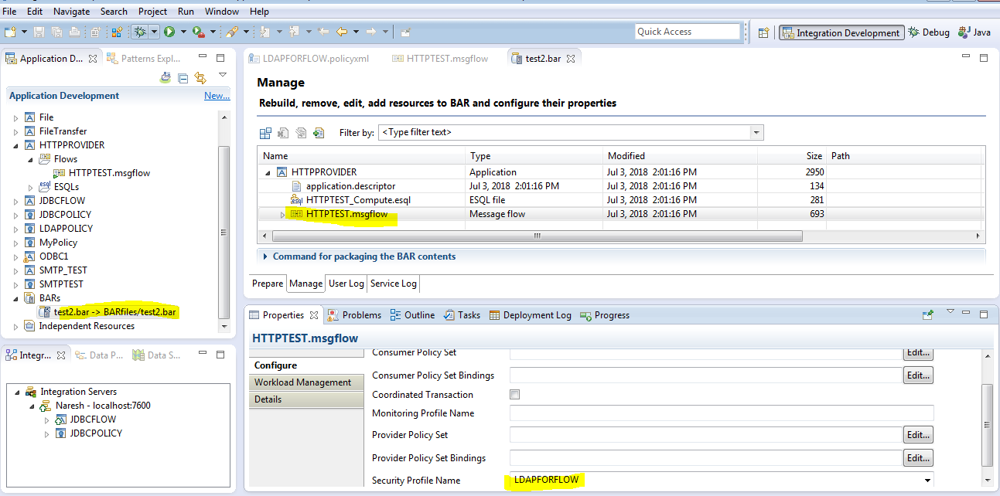 File Edit Navigate Search Project Run Window Help
Quick Access
Integration Development
Debug
Java
Application D...
Patterns Expl...
Application Development
New...
File
FileTransfer
HTTPPROVIDER
Flows
HTTPTEST.msgflow
ESQLs
JDBCFLOW
JDBCPOLICY
LDAPPOLICY
MyPolicy
ODBC1
SMTP_TEST
SMTPTEST
BARs
test2.bar -> BARfiles/test2.bar
Independent Resources
Integr...
Data P...
Data S...
Integration Servers
Naresh - localhost:7600
JDBCFLOW
JDBCPOLICY
LDAPFORFLOW.policyxml
HTTPTEST.msgflow
test2.bar
Manage
Rebuild, remove, edit, add resources to BAR and configure their properties
Filter by: <Type filter text>
Name Type Modified Size Path
HTTPPROVIDER Application Jul 3, 2018 2:01:16 PM 2950
application.descriptor Jul 3, 2018 2:01:16 PM Jul 3, 2018 2:01:16 PM 134
esql HTTPTEST_Compute.esql ESQL file Jul 3, 2018 2:01:16 PM 281
HTTPTEST.msgflow Message flow Jul 3, 2018 2:01:16 PM 693
Command for packaging the BAR contents
Prepare Manage User Log Service Log
Properties Problems Outline Tasks Deployment Log Progress
HTTPTEST.msgflow
Configure
Workload Management
Details
Consumer Policy Set Edit...
Consumer Policy Set Bindings Edit...
Coordinated Transaction
Monitoring Profile Name
Provider Policy Set Edit...
Provider Policy Set Bindings Edit...
Security Profile Name LDAPFORFLOW